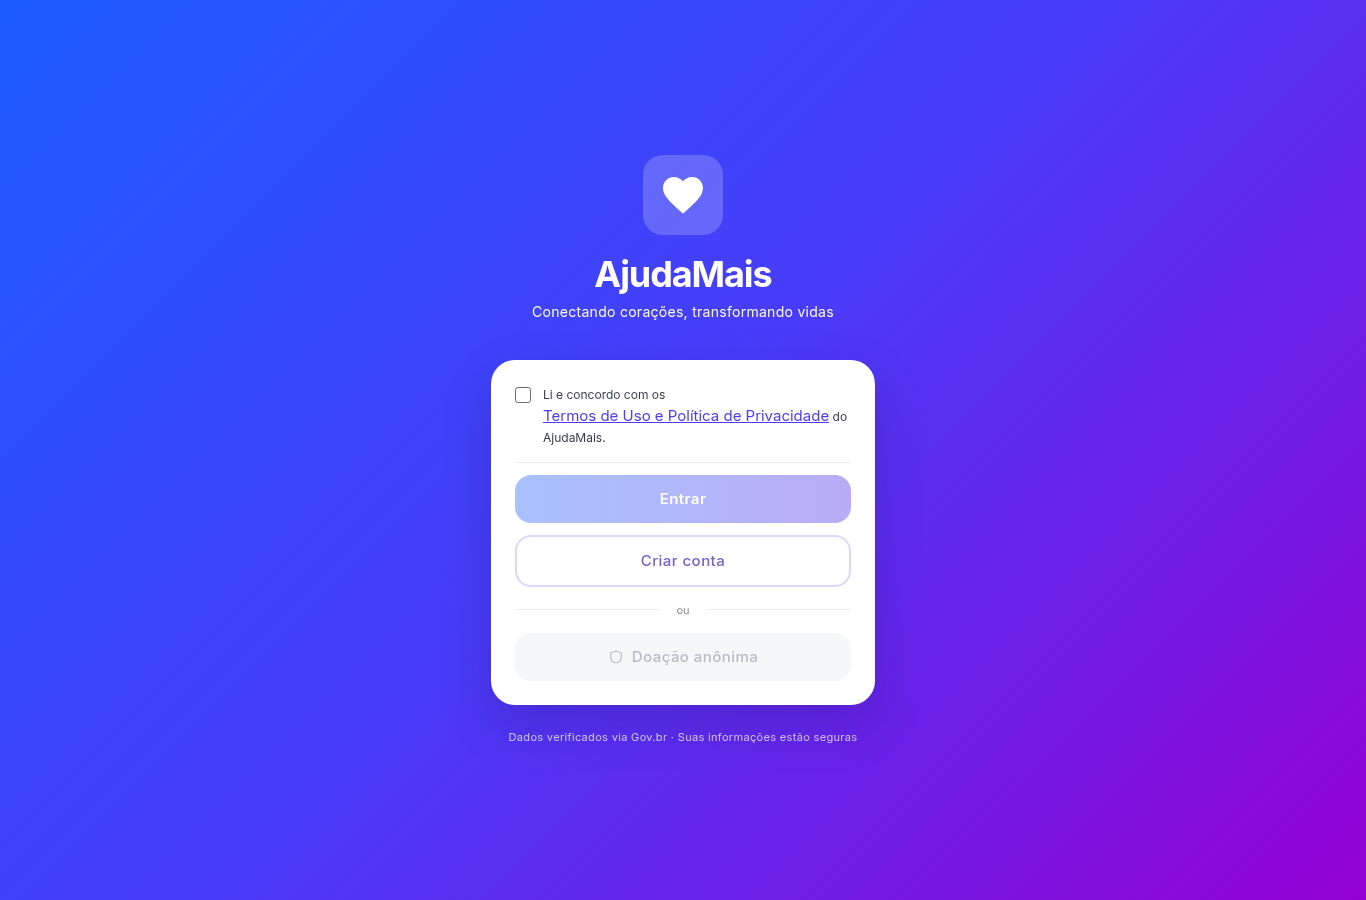 AjudaMais
Conectando corações, transformando vidas
Li e concordo com os
Termos de Uso e Política de Privacidade do
AjudaMais.
Entrar
Criar conta
ou
Doação anônima
Dados verificados via Gov.br · Suas informações estão seguras